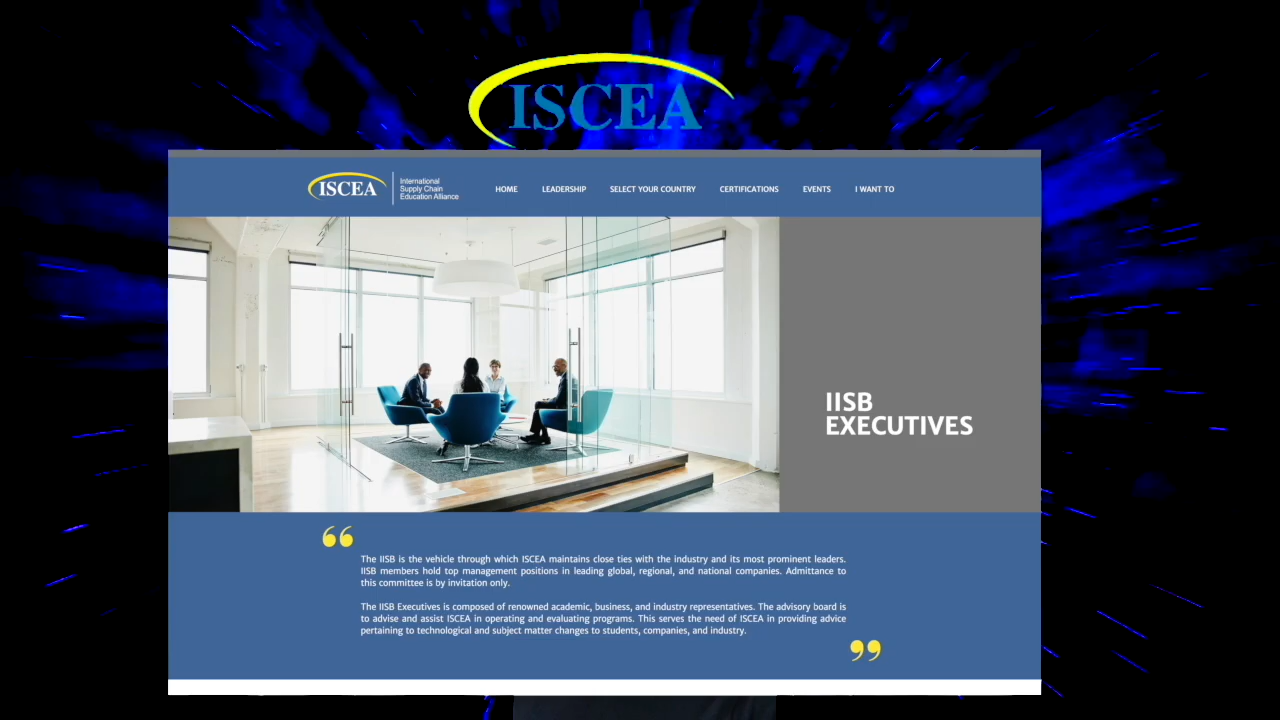 ISCEA
ISCEA
International
Supply Chain
Education Alliance
HOME LEADERSHIP SELECT YOUR COUNTRY CERTIFICATIONS EVENTS I WANT TO
IISB
EXECUTIVES
“
The IISB is the vehicle through which ISCEA maintains close ties with the industry and its most prominent leaders.
IISB members hold top management positions in leading global, regional, and national companies. Admittance to
this committee is by invitation only.
The IISB Executives is composed of renowned academic, business, and industry representatives. The advisory board is
to advise and assist ISCEA in operating and evaluating programs. This serves the need of ISCEA in providing advice
pertaining to technological and subject matter changes to students, companies, and industry.
”